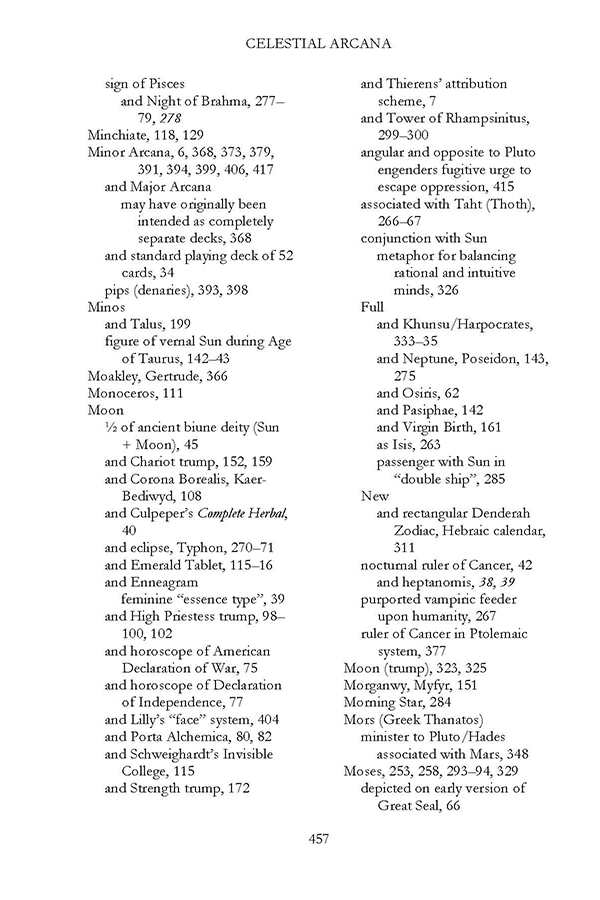 CELESTIAL ARCANA
sign of Pisces
and Night of Brahma, 277–
79, 278
Minchiate, 118, 129
Minor Arcana, 6, 368, 373, 379,
391, 394, 399, 406, 417
and Major Arcana
may have originally been
intended as completely
separate decks, 368
and standard playing deck of 52
cards, 34
pips (denaries), 393, 398
Minos
and Talus, 199
figure of vernal Sun during Age
of Taurus, 142–43
Moakley, Gertrude, 366
Monoceros, 111
Moon
½ of ancient biune deity (Sun
+ Moon), 45
and Chariot trump, 152, 159
and Corona Borealis, Kaer-
Bediwyd, 108
and Culpeper’s Complete Herbal,
40
and eclipse, Typhon, 270–71
and Emerald Tablet, 115–16
and Enneagram
feminine “essence type”, 39
and High Priestess trump, 98–
100, 102
and horoscope of American
Declaration of War, 75
and horoscope of Declaration
of Independence, 77
and Lilly’s “face” system, 404
and Porta Alchemica, 80, 82
and Schweighardt’s Invisible
College, 115
and Strength trump, 172
and Thierens’ attribution
scheme, 7
and Tower of Rhampsinitus,
299–300
angular and opposite to Pluto
engenders fugitive urge to
escape oppression, 415
associated with Taht (Thoth),
266–67
conjunction with Sun
metaphor for balancing
rational and intuitive
minds, 326
Full
and Khunsu/Harpocrates,
333–35
and Neptune, Poseidon, 143,
275
and Osiris, 62
and Pasiphae, 142
and Virgin Birth, 161
as Isis, 263
passenger with Sun in
“double ship”, 285
New
and rectangular Denderah
Zodiac, Hebraic calendar,
311
nocturnal ruler of Cancer, 42
and heptanomis, 38, 39
purported vampiric feeder
upon humanity, 267
ruler of Cancer in Ptolemaic
system, 377
Moon (trump), 323, 325
Morganwy, Myfyr, 151
Morning Star, 284
Mors (Greek Thanatos)
minister to Pluto/Hades
associated with Mars, 348
Moses, 253, 258, 293–94, 329
depicted on early version of
Great Seal, 66
457